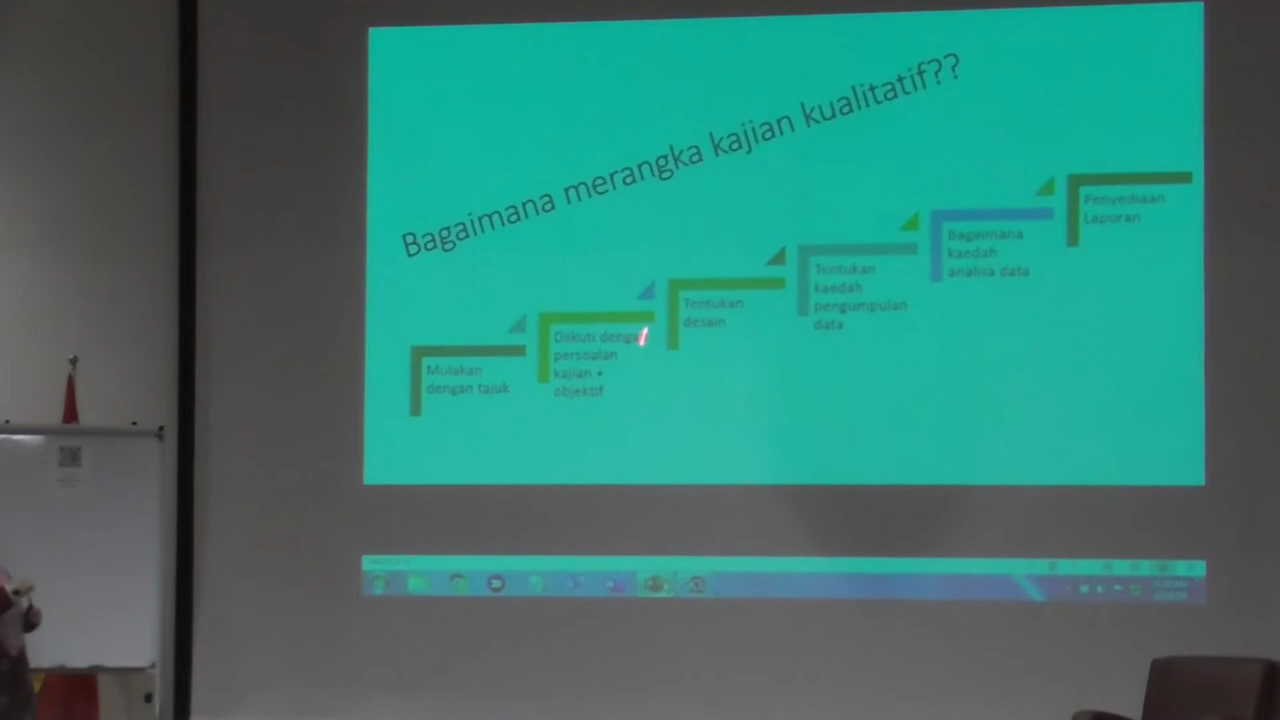 Bagaimana merangka kajian kualitatif??
Mulakan
dengan tajuk
Diikuti dengan
persoalan
kajian +
objektif
Tentukan
desain
Tentukan
kaedah
pengumpulan
data
Bagaimana
kaedah
analisa data
Penyediaan
Laporan